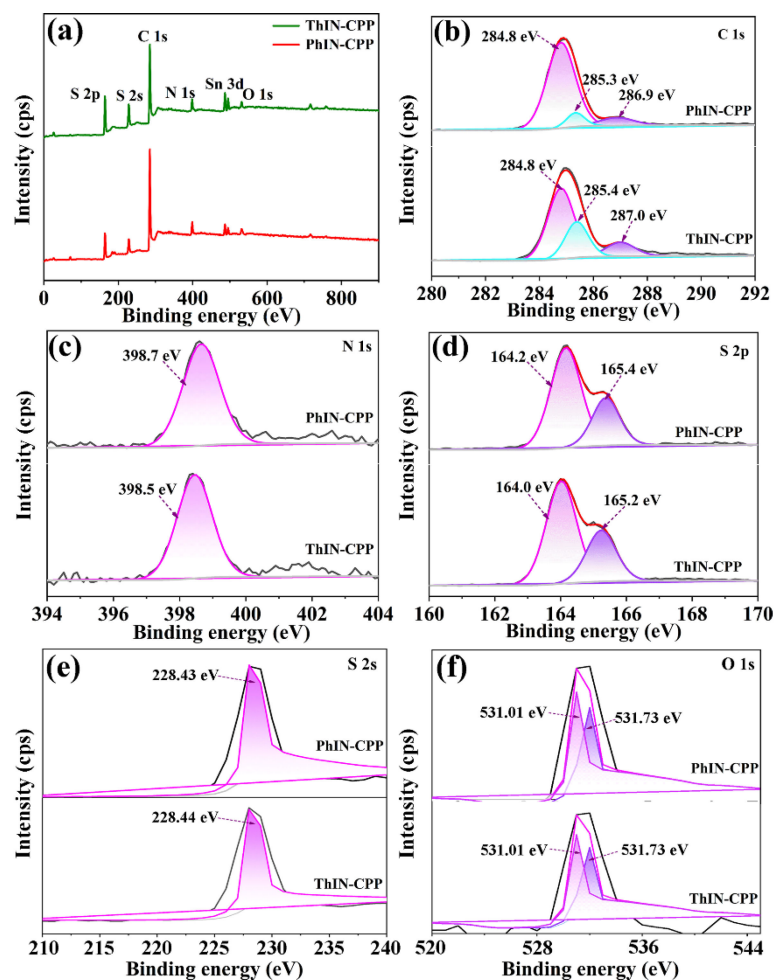 (a)
ThIN-CPP
PhIN-CPP
C 1s
S 2p
S 2s
N 1s
Sn 3d
O 1s
Intensity (cps)
0 200 400 600 800
Binding energy (eV)
(b)
C 1s
284.8 eV
285.3 eV
286.9 eV
PhIN-CPP
284.8 eV
285.4 eV
287.0 eV
ThIN-CPP
Intensity (cps)
280 282 284 286 288 290 292
Binding energy (eV)
(c)
N 1s
398.7 eV
PhIN-CPP
398.5 eV
ThIN-CPP
Intensity (cps)
394 396 398 400 402 404
Binding energy (eV)
(d)
S 2p
164.2 eV
165.4 eV
PhIN-CPP
164.0 eV
165.2 eV
ThIN-CPP
Intensity (cps)
160 162 164 166 168 170
Binding energy (eV)
(e)
S 2s
228.43 eV
PhIN-CPP
228.44 eV
ThIN-CPP
Intensity (cps)
210 215 220 225 230 235 240
Binding energy (eV)
(f)
O 1s
531.01 eV
531.73 eV
PhIN-CPP
531.01 eV
531.73 eV
ThIN-CPP
Intensity (cps)
520 528 536 544
Binding energy (eV)